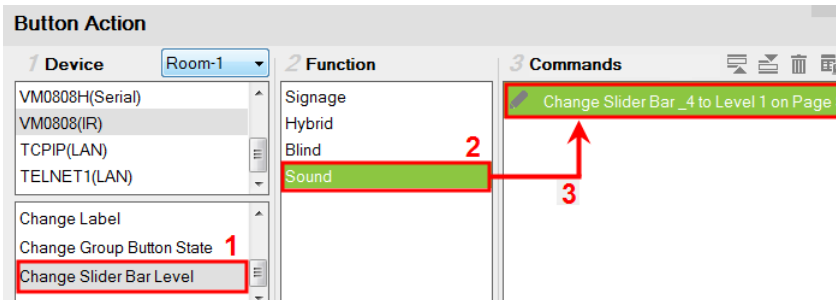 Button Action
1 Device Room-1
2 Function
3 Commands
VM0808H(Serial)
VM0808(IR)
TCPIP(LAN)
TELNET1(LAN)
Signage
Hybrid
Blind
Sound
2
Change Slider Bar _4 to Level 1 on Page
3
Change Label
Change Group Button State
1
Change Slider Bar Level